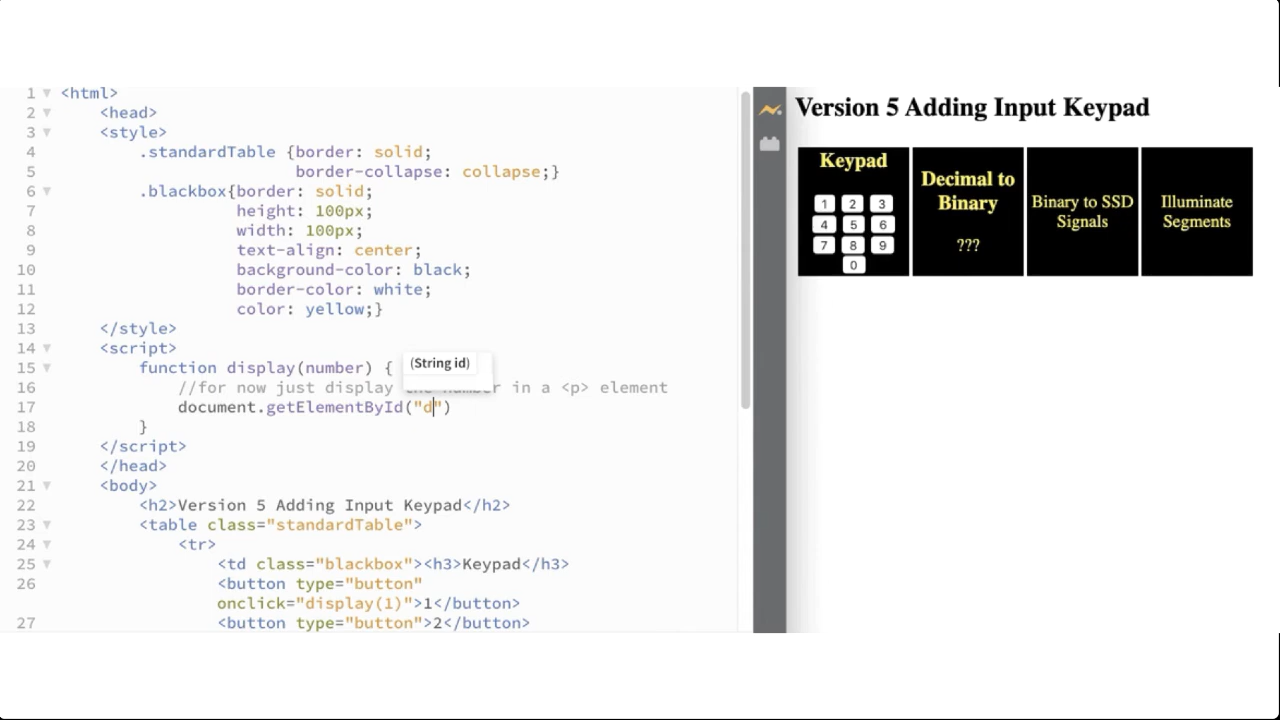 1 <html>
2 <head>
3 <style>
4 .standardTable {border: solid;
5 border-collapse: collapse;}
6 .blackbox{border: solid;
7 height: 100px;
8 width: 100px;
9 text-align: center;
10 background-color: black;
11 border-color: white;
12 color: yellow;}
13 </style>
14 <script>
15 function display(number) {
(String id)
16 //for now just display the number in a <p> element
17 document.getElementById("d")
18 }
19 </script>
20 </head>
21 <body>
22 <h2>Version 5 Adding Input Keypad</h2>
23 <table class="standardTable">
24 <tr>
25 <td class="blackbox"><h3>Keypad</h3>
26 <button type="button"
onclick="display(1)">1</button>
27 <button type="button">2</button>
Version 5 Adding Input Keypad
Keypad
1 2 3
4 5 6
7 8 9
0
Decimal to
Binary
???
Binary to SSD
Signals
Illuminate
Segments